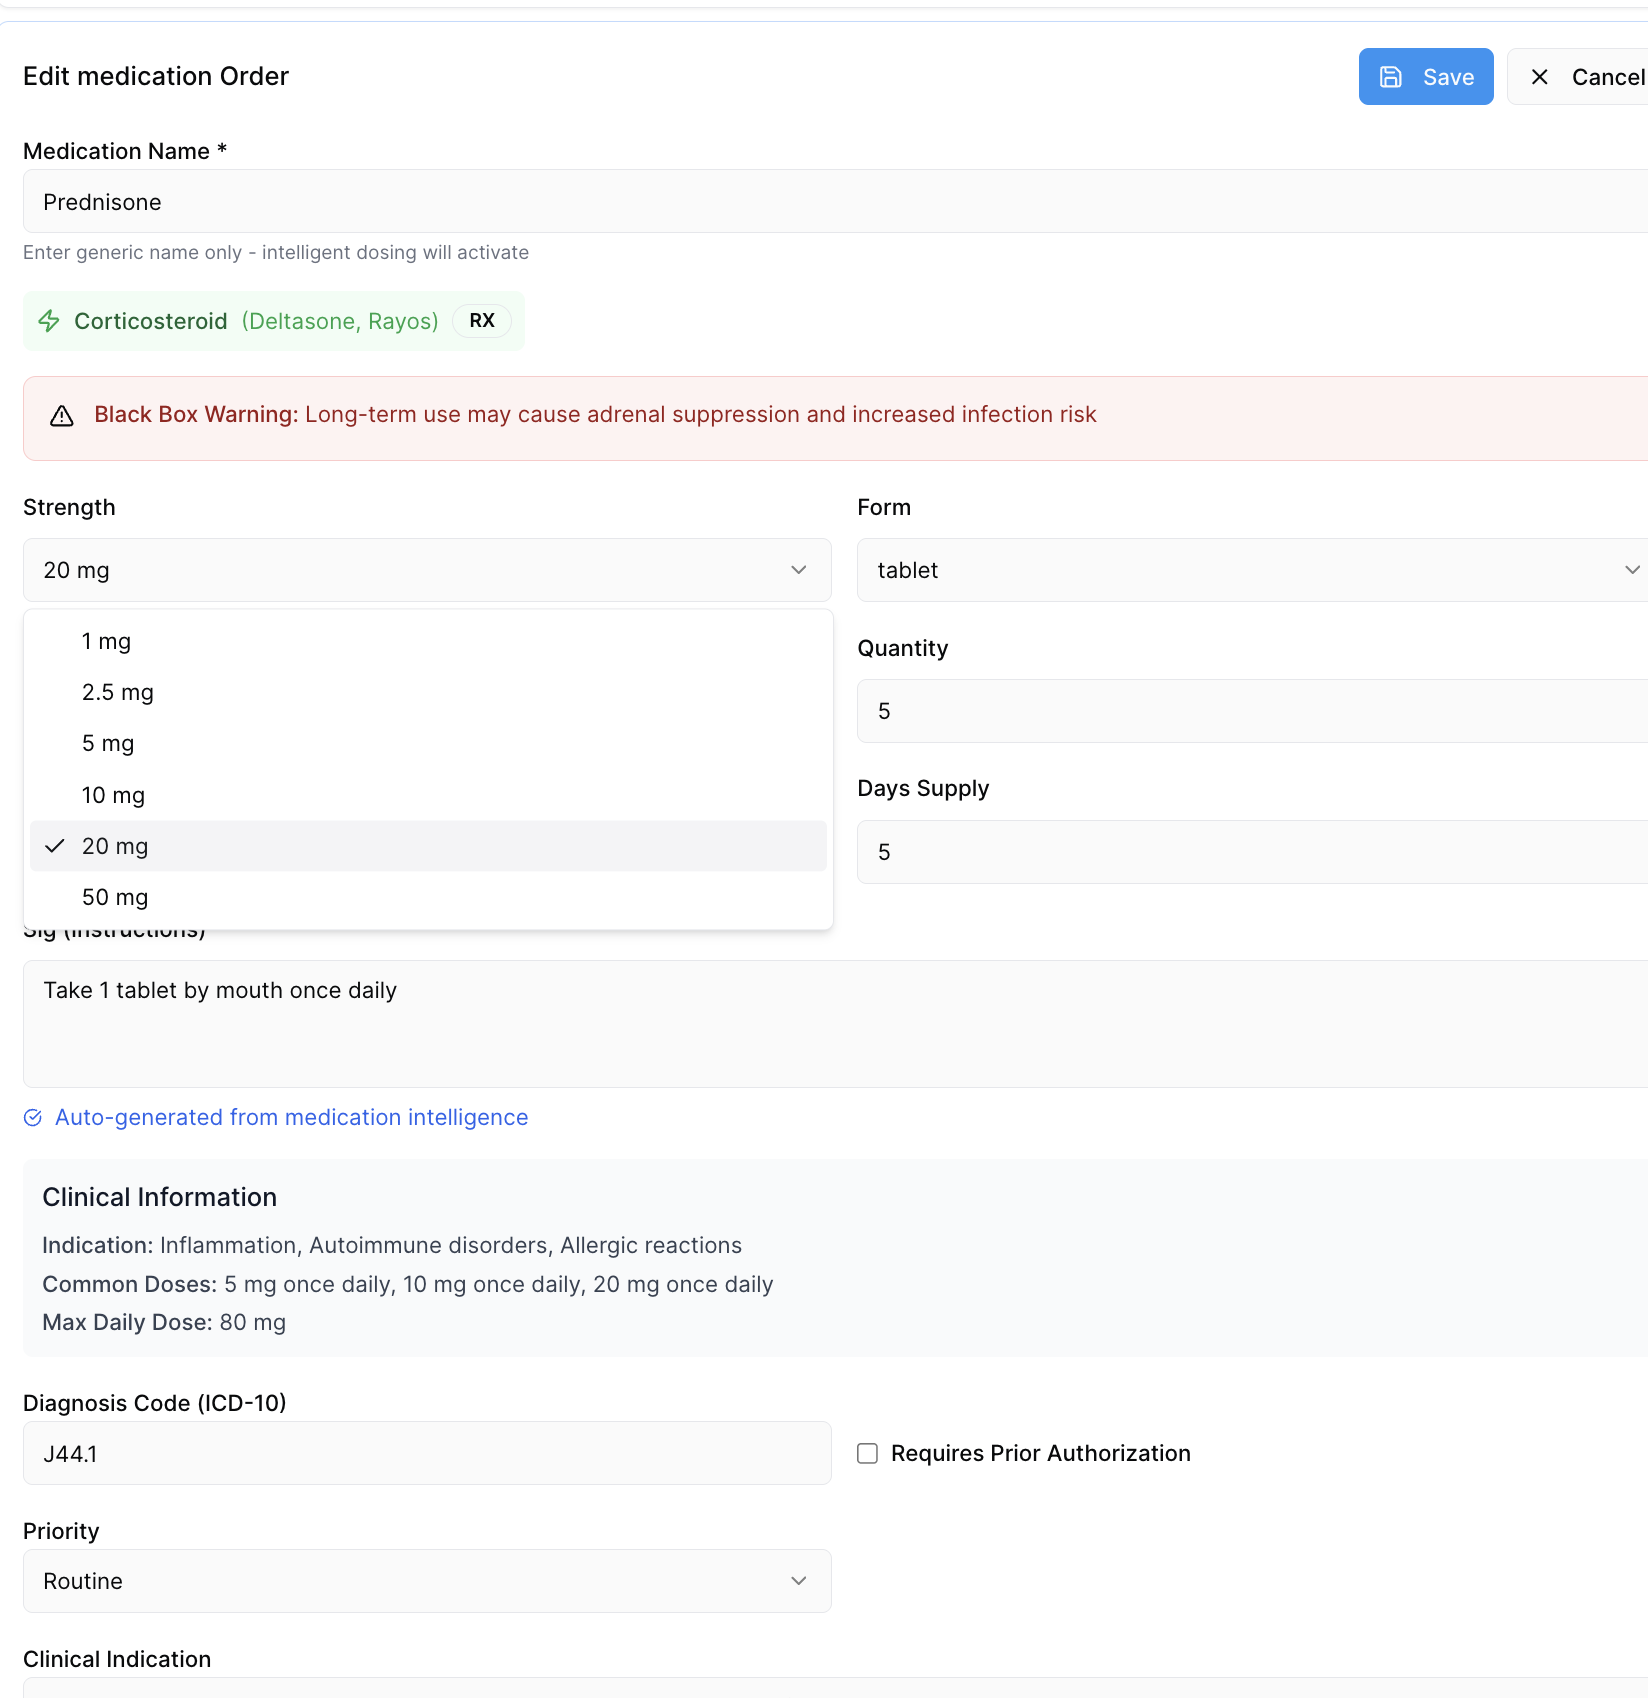 Edit medication Order
Save
Cancel
Medication Name *
Prednisone
Enter generic name only - intelligent dosing will activate
Corticosteroid (Deltasone, Rayos) RX
Black Box Warning: Long-term use may cause adrenal suppression and increased infection risk
Strength
20 mg
1 mg
2.5 mg
5 mg
10 mg
20 mg
50 mg
Form
tablet
Quantity
5
Days Supply
5
Sig (Instructions)
Take 1 tablet by mouth once daily
Auto-generated from medication intelligence
Clinical Information
Indication: Inflammation, Autoimmune disorders, Allergic reactions
Common Doses: 5 mg once daily, 10 mg once daily, 20 mg once daily
Max Daily Dose: 80 mg
Diagnosis Code (ICD-10)
J44.1
Requires Prior Authorization
Priority
Routine
Clinical Indication